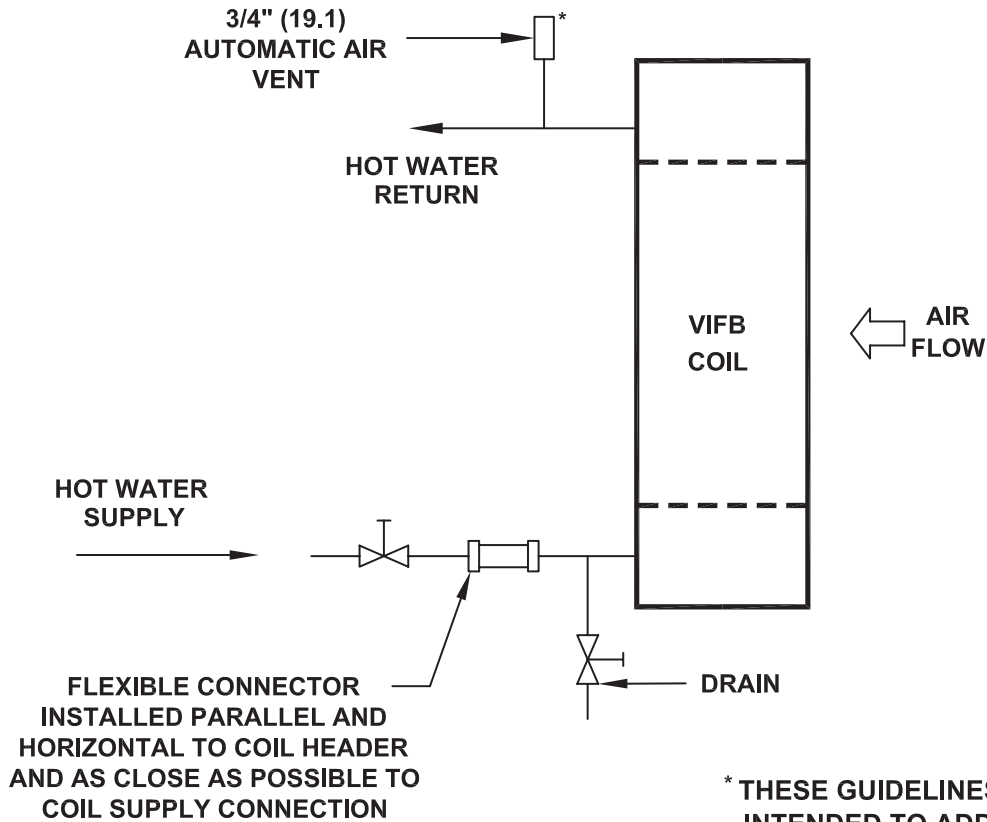 3/4" (19.1)
AUTOMATIC AIR
VENT
*
HOT WATER
RETURN
VIFB
COIL
AIR
FLOW
HOT WATER
SUPPLY
FLEXIBLE CONNECTOR
INSTALLED PARALLEL AND
HORIZONTAL TO COIL HEADER
AND AS CLOSE AS POSSIBLE TO
COIL SUPPLY CONNECTION
DRAIN
* THESE GUIDELINES
INTENDED TO ADD